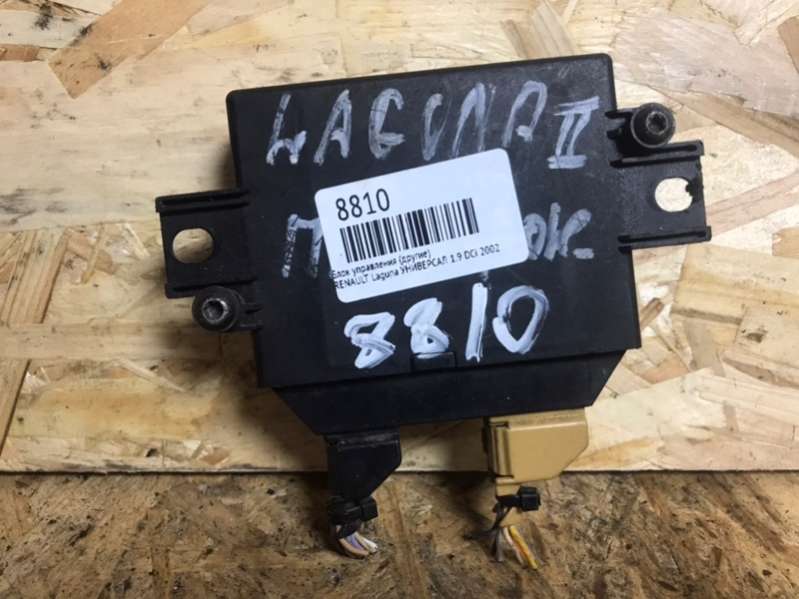 LAGUNA II
8810
Блок управления (другие)
RENAULT Laguna УНИВЕРСАЛ 1.9 DCi 2002
8810